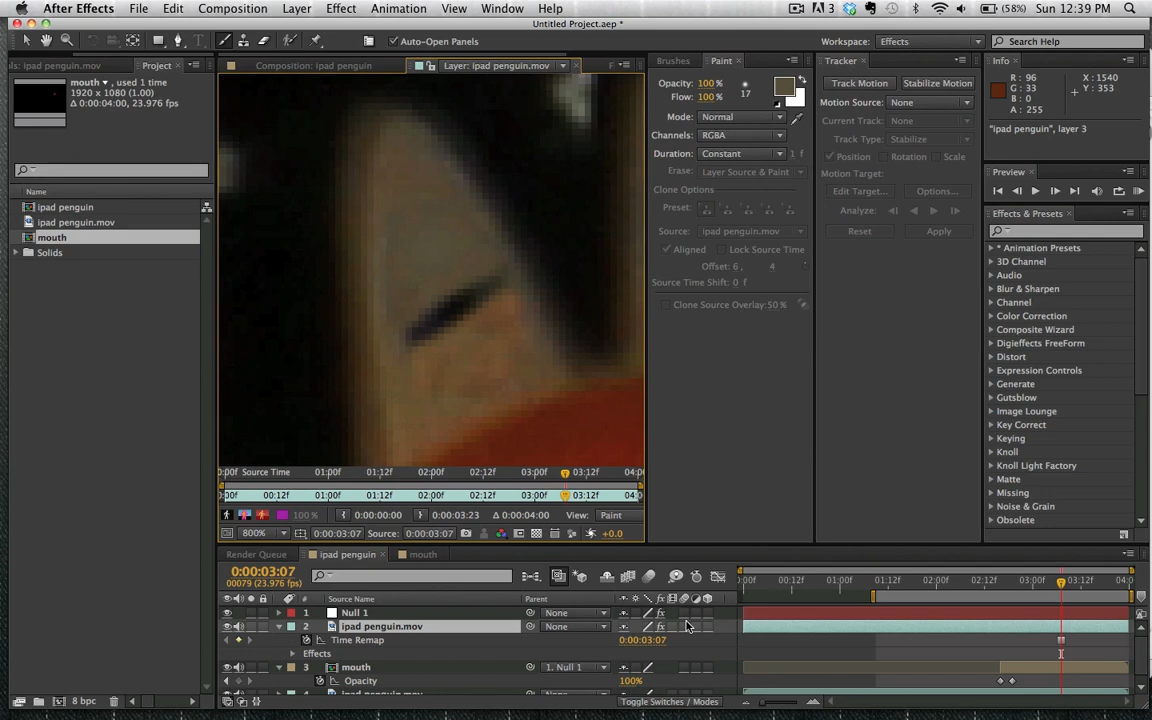 After Effects File Edit Composition Layer Effect Animation View Window Help 3 (58%) Sun 12:39 PM
Untitled Project.aep *
Auto-Open Panels Workspace: Effects Search Help
ls: ipad penguin.mov Project
Composition: ipad penguin Layer: ipad penguin.mov F
Brushes Paint Tracker Info
mouth , used 1 time
1920 x 1080 (1.00)
Δ 0:00:04:00, 23.976 fps)
Name
ipad penguin
ipad penguin.mov
mouth
Solids
8 bpc
Opacity: 100 %
Flow: 100 %
17
Mode: Normal
Channels: RGBA
Duration: Constant 1 f
Erase: Layer Source & Paint
Clone Options
Preset:
Source: ipad penguin.mov
Aligned Lock Source Time
Offset: 6 , 4
Source Time Shift: 0 f
Clone Source Overlay: 50 %
Track Motion Stabilize Motion
Motion Source: None
Current Track: None
Track Type: Stabilize
Position Rotation Scale
Motion Target:
Edit Target... Options...
Analyze:
Reset Apply
R : 96
G : 33
B : 0
A : 255
X : 1540
Y : 353
"ipad penguin", layer 3
Preview
Effects & Presets
* Animation Presets
3D Channel
Audio
Blur & Sharpen
Channel
Color Correction
Composite Wizard
Digieffects FreeForm
Distort
Expression Controls
Generate
Gutsblow
Image Lounge
Key Correct
Keying
Knoll
Knoll Light Factory
Matte
Missing
Noise & Grain
Obsolete
0:00f Source Time 01:00f 01:12f 02:00f 02:12f 03:00f 03:12f 04:0
:00f 00:12f 01:00f 01:12f 02:00f 02:12f 03:00f 03:12f 04:0
100 % 0:00:00:00 0:00:03:23 Δ 0:00:04:00 View: Paint
800% 0:00:03:07 Source: 0:00:03:07 +0.0
Render Queue ipad penguin mouth
0:00:03:07
00079 (23.976 fps)
:00f 00:12f 01:00f 01:12f 02:00f 02:12f 03:00f 03:12f 04:0
# Source Name Parent
1 Null 1 None
2 ipad penguin.mov None
Time Remap 0:00:03:07
Effects
3 mouth 1. Null 1
Opacity 100%
4 ipad penguin.mov None
Toggle Switches / Modes